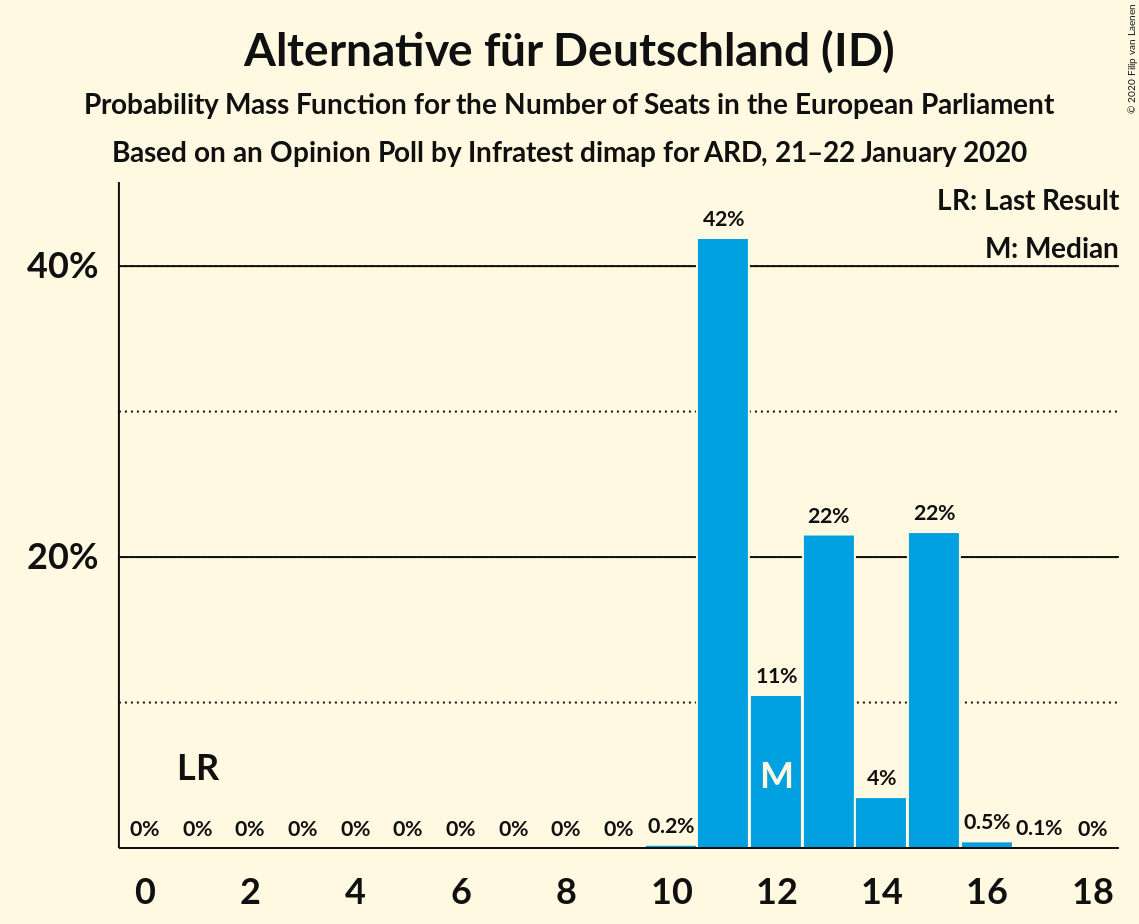 Alternative für Deutschland (ID)
Probability Mass Function for the Number of Seats in the European Parliament
Based on an Opinion Poll by Infratest dimap for ARD, 21–22 January 2020
© 2020 Filip van Laenen
LR: Last Result
M: Median
40%
20%
42%
22%
22%
11%
4%
LR
M
0% 0% 0% 0% 0% 0% 0% 0% 0% 0% 0.2% 0.5% 0.1% 0%
0 2 4 6 8 10 12 14 16 18